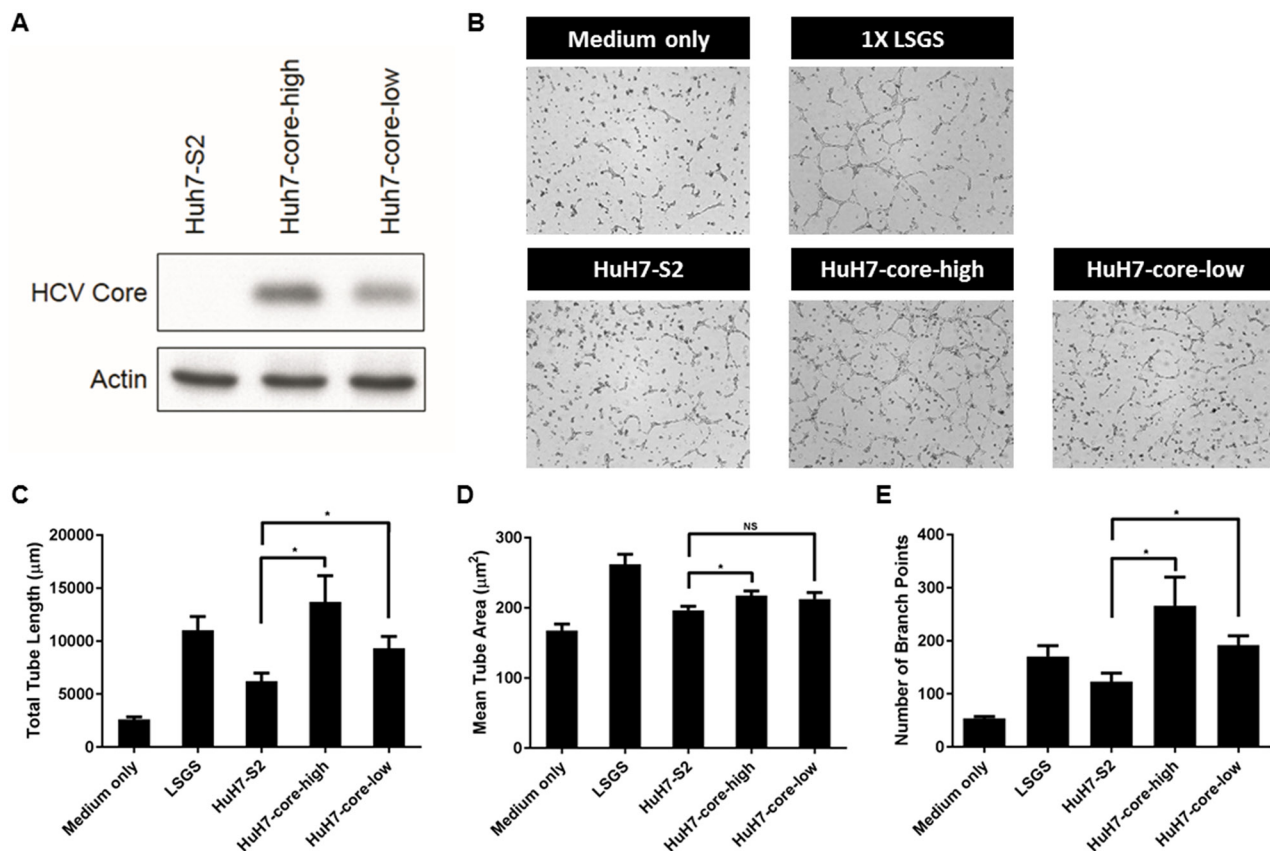 A
Huh7-S2
Huh7-core-high
Huh7-core-low
HCV Core
Actin
B
Medium only
1X LSGS
HuH7-S2
HuH7-core-high
HuH7-core-low
C
Total Tube Length (μm)
20000
15000
10000
5000
0
*
*
Medium only
LSGS
HuH7-S2
HuH7-core-high
HuH7-core-low
D
Mean Tube Area (μm²)
300
200
100
0
NS
*
Medium only
LSGS
HuH7-S2
HuH7-core-high
HuH7-core-low
E
Number of Branch Points
400
300
200
100
0
*
*
Medium only
LSGS
HuH7-S2
HuH7-core-high
HuH7-core-low